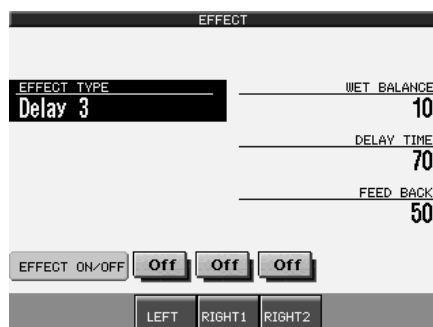 EFFECT
EFFECT TYPE
Delay 3
WET BALANCE
10
DELAY TIME
70
FEED BACK
50
EFFECT ON/OFF Off Off Off
LEFT RIGHT1 RIGHT2